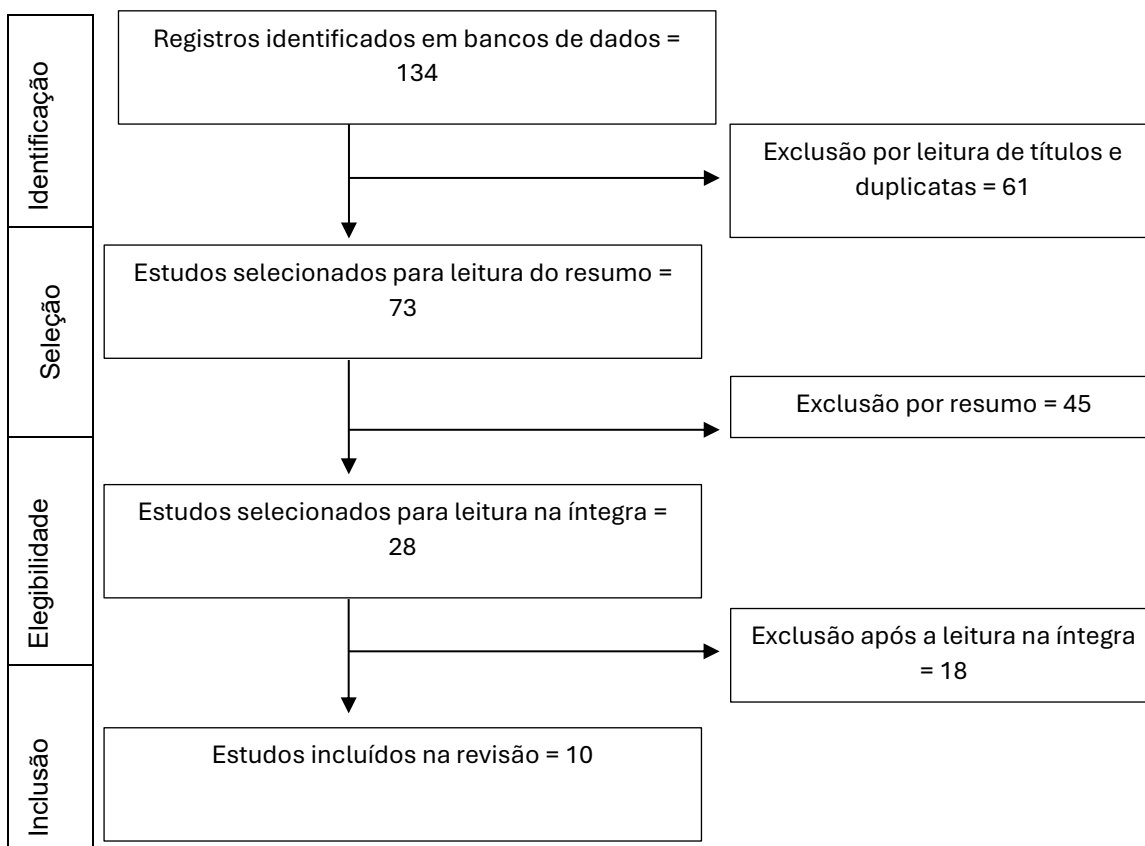 Identificação
Registros identificados em bancos de dados =
134
Exclusão por leitura de títulos e
duplicatas = 61
Seleção
Estudos selecionados para leitura do resumo =
73
Exclusão por resumo = 45
Elegibilidade
Estudos selecionados para leitura na íntegra =
28
Exclusão após a leitura na íntegra
= 18
Inclusão
Estudos incluídos na revisão = 10